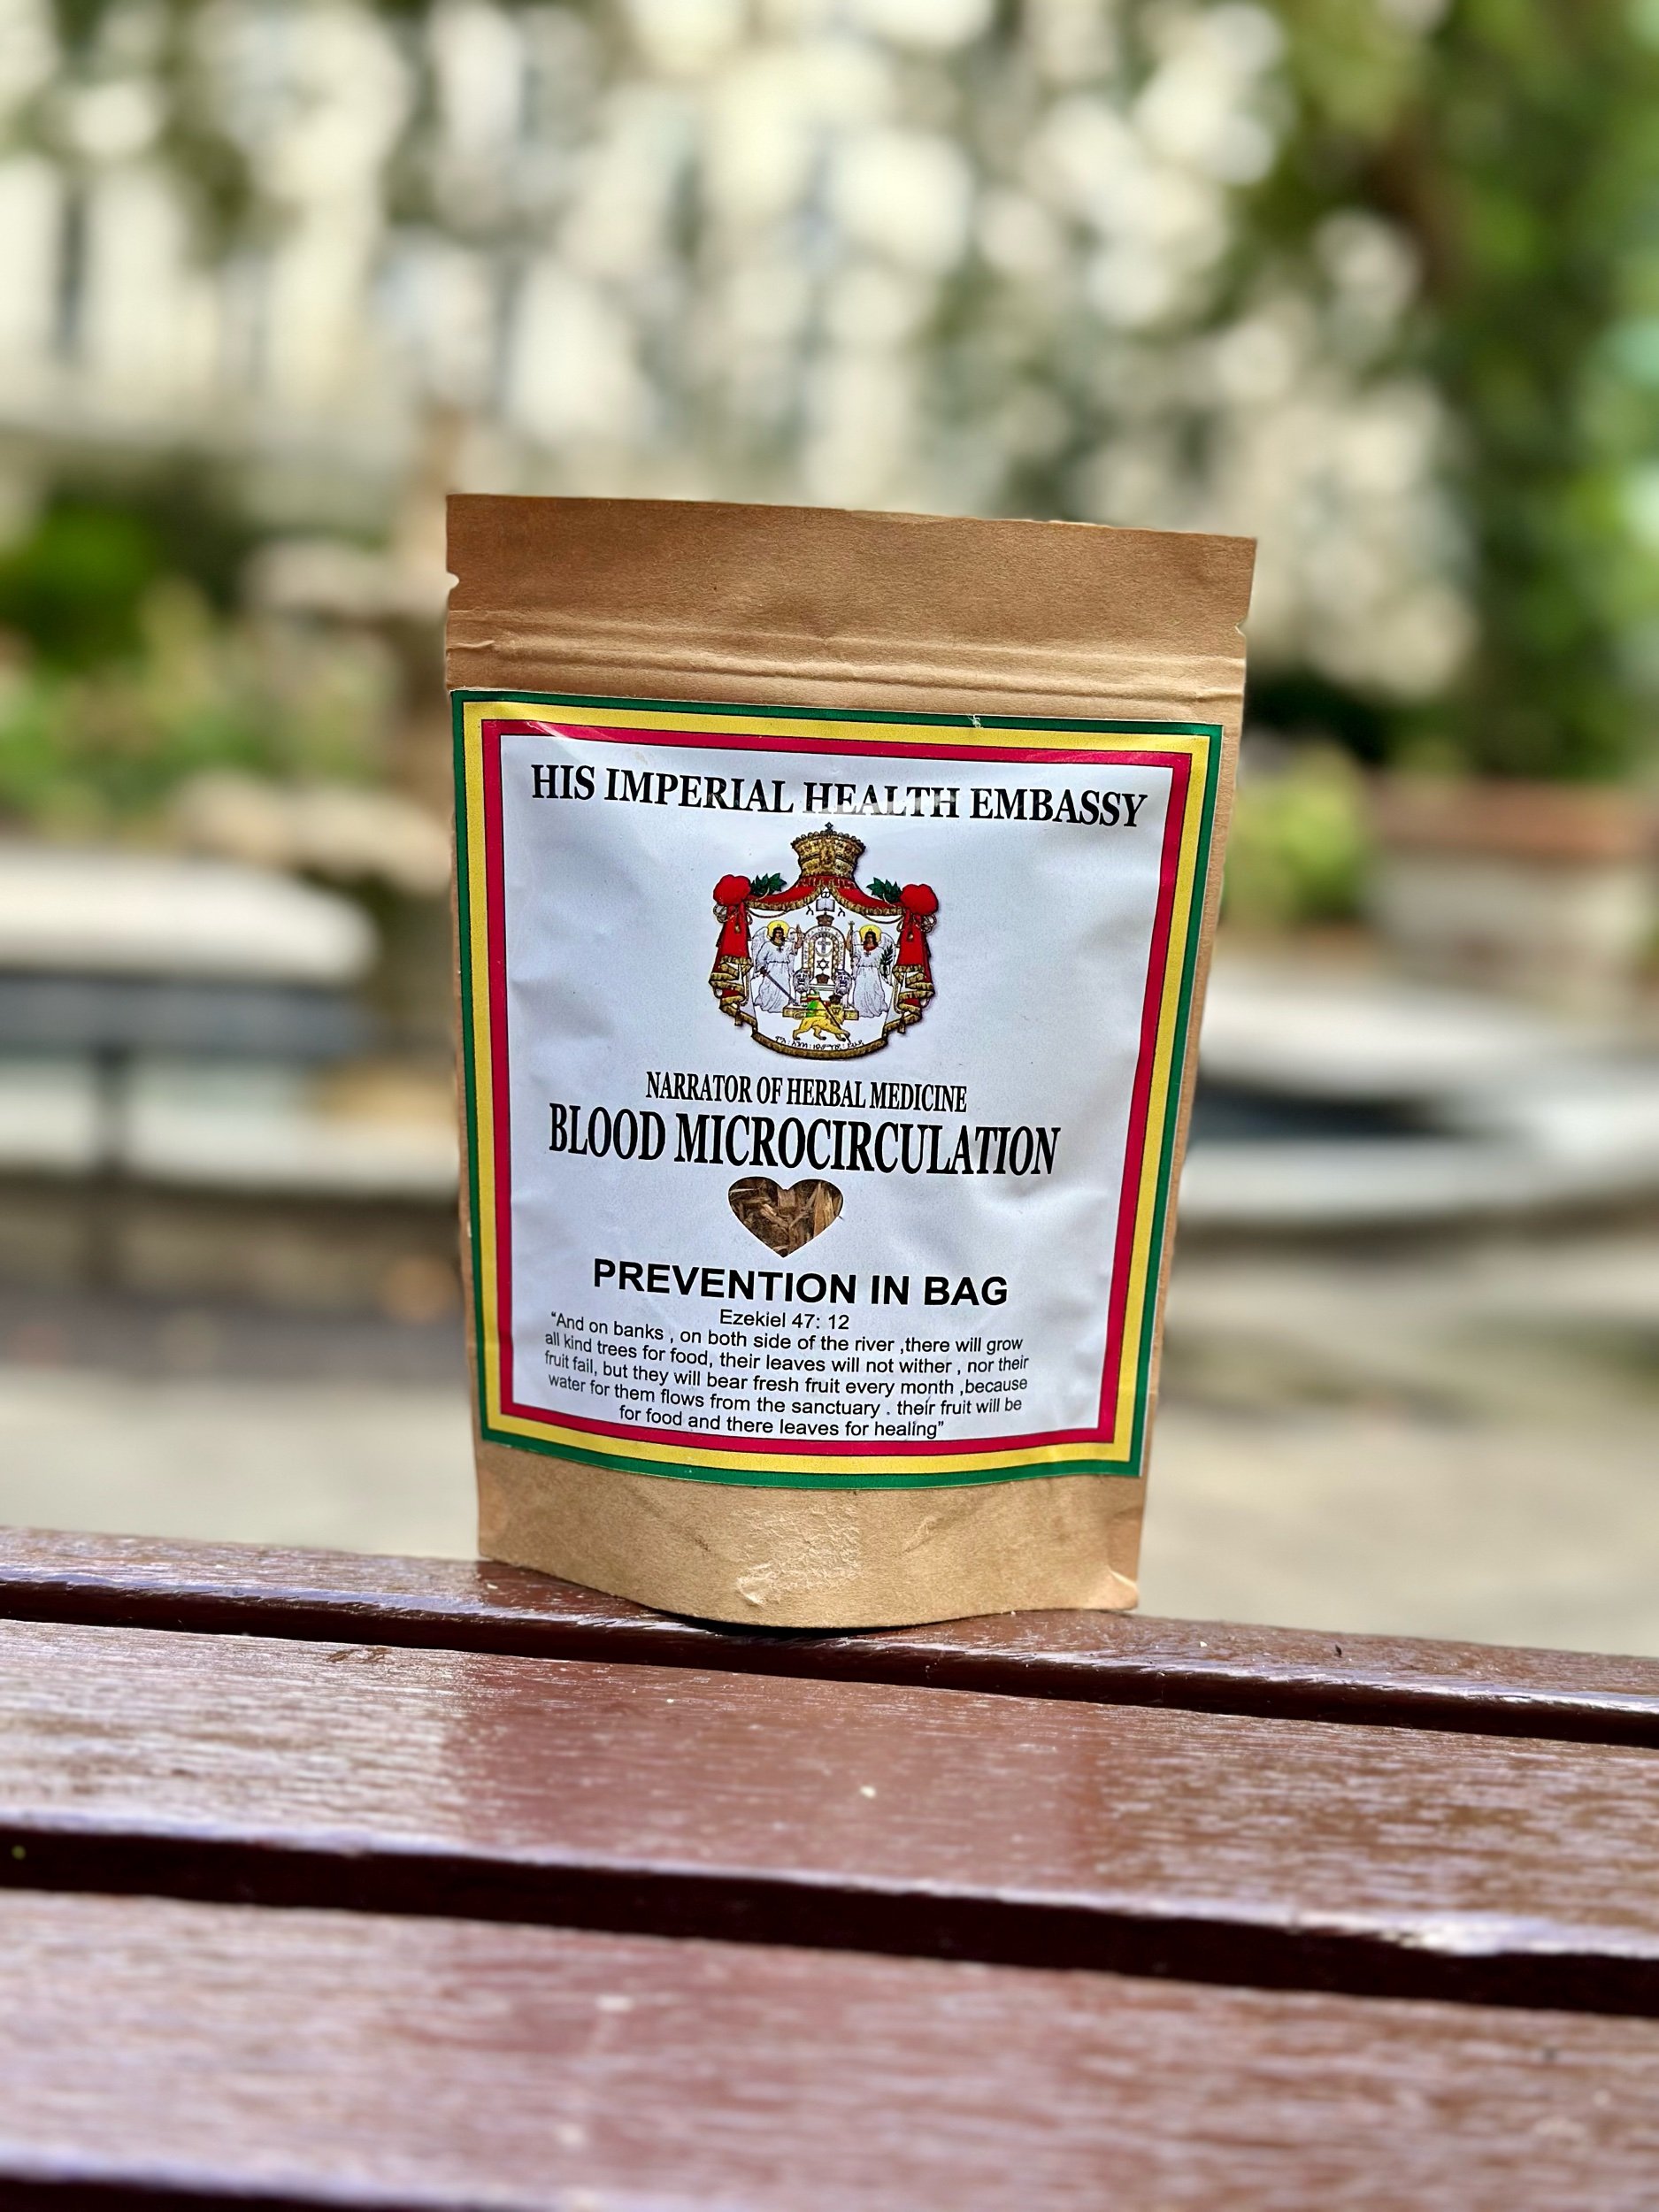 HIS IMPERIAL HEALTH EMBASSY
NARRATOR OF HERBAL MEDICINE
BLOOD MICROCIRCULATION
PREVENTION IN BAG
Ezekiel 47: 12
“And on banks , on both side of the river ,there will grow
all kind trees for food, their leaves will not wither , nor their
fruit fail, but they will bear fresh fruit every month ,because
water for them flows from the sanctuary . their fruit will be
for food and there leaves for healing”